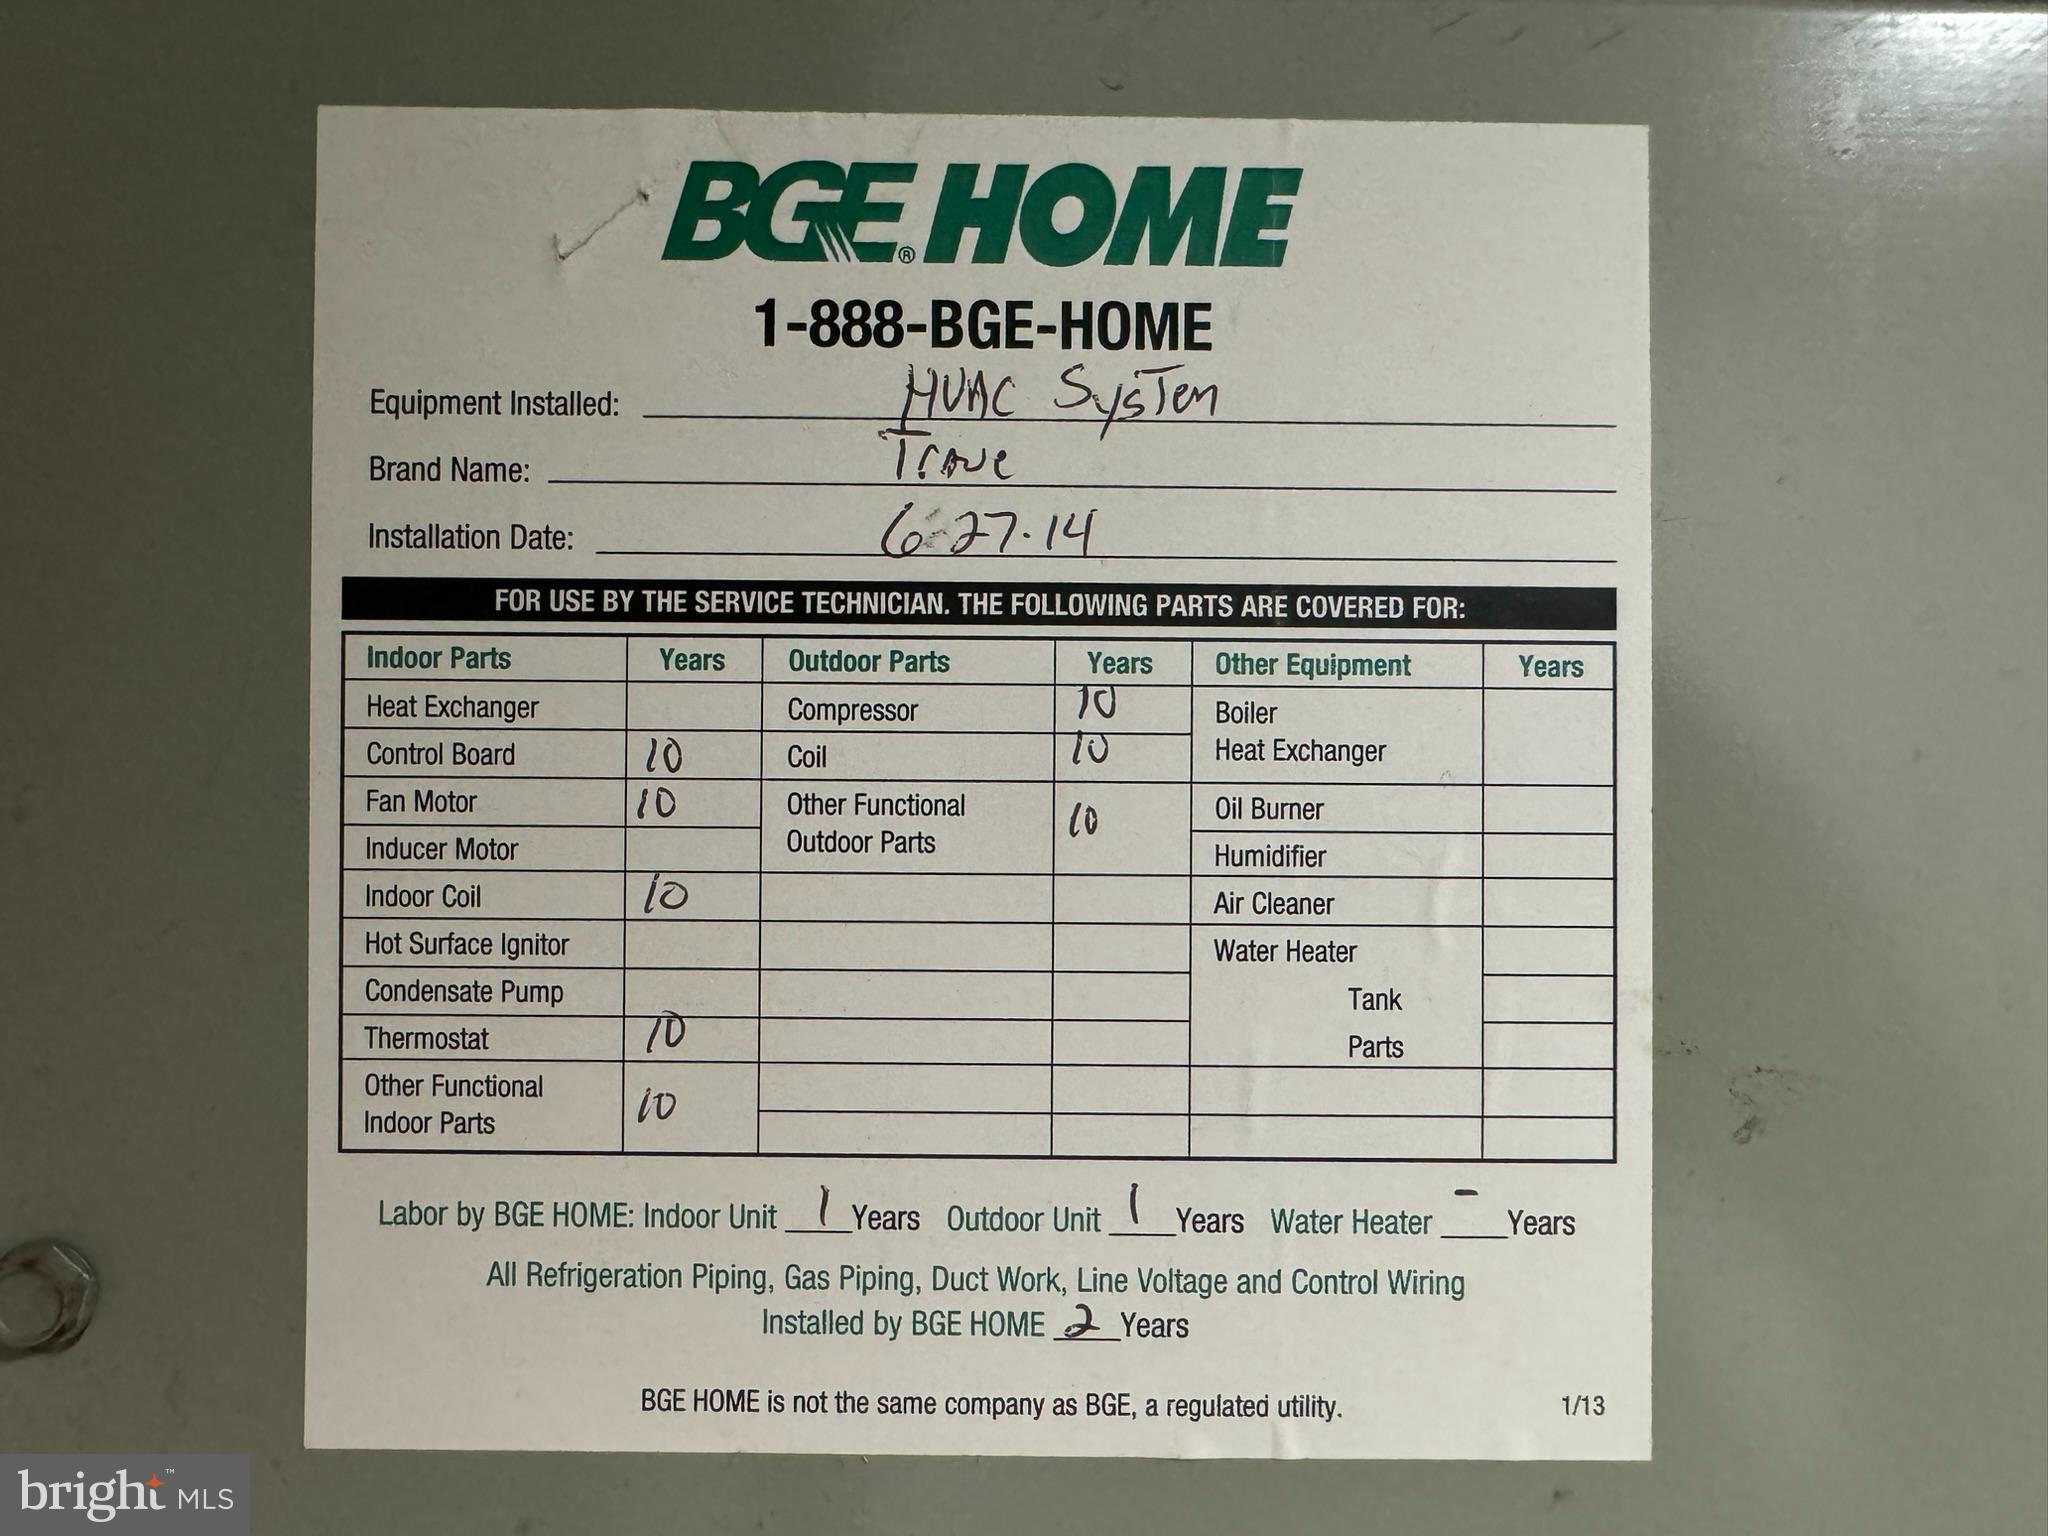 BGE HOME ®
1-888-BGE-HOME
Equipment Installed: HVAC System
Brand Name: Trane
Installation Date: 6-27-14
FOR USE BY THE SERVICE TECHNICIAN. THE FOLLOWING PARTS ARE COVERED FOR:
Indoor Parts Years Outdoor Parts Years Other Equipment Years
Heat Exchanger Compressor 10 Boiler
Control Board 10 Coil 10 Heat Exchanger
Fan Motor 10 Other Functional 10 Oil Burner
Inducer Motor Outdoor Parts Humidifier
Indoor Coil 10 Air Cleaner
Hot Surface Ignitor Water Heater
Condensate Pump Tank
Thermostat 10 Parts
Other Functional 10
Indoor Parts
Labor by BGE HOME: Indoor Unit 1 Years Outdoor Unit 1 Years Water Heater - Years
All Refrigeration Piping, Gas Piping, Duct Work, Line Voltage and Control Wiring
Installed by BGE HOME 2 Years
BGE HOME is not the same company as BGE, a regulated utility. 1/13
bright™ MLS